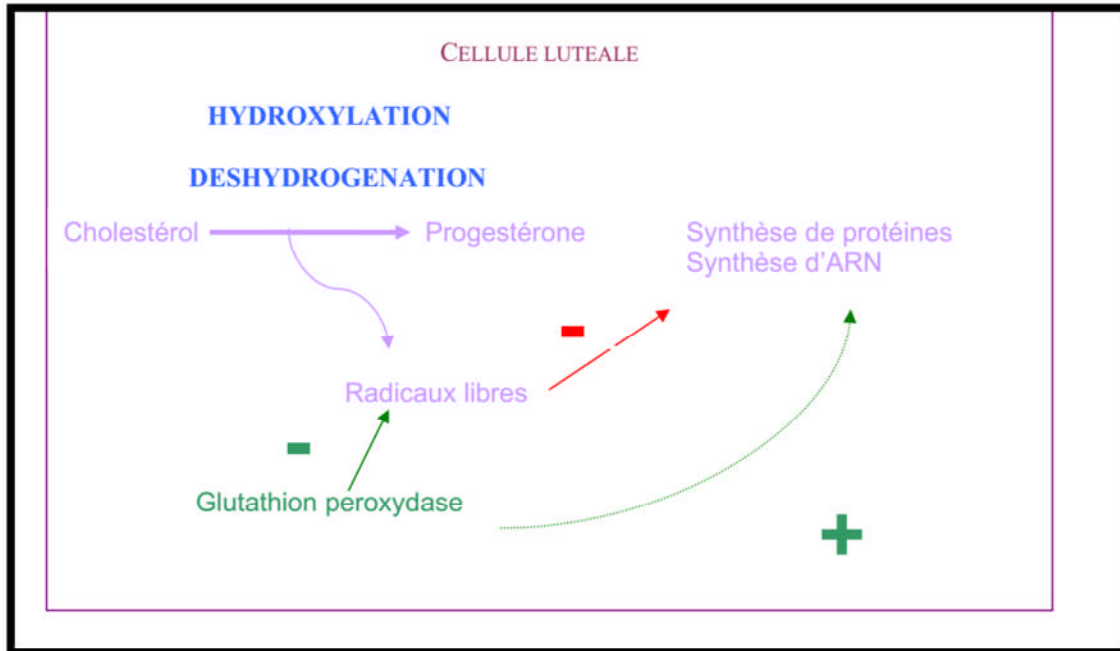 CELLULE LUTEALE
HYDROXYLATION
DESHYDROGENATION
Cholestérol
Progestérone
Synthèse de protéines
Synthèse d'ARN
-
Radicaux libres
-
Glutathion peroxydase
+